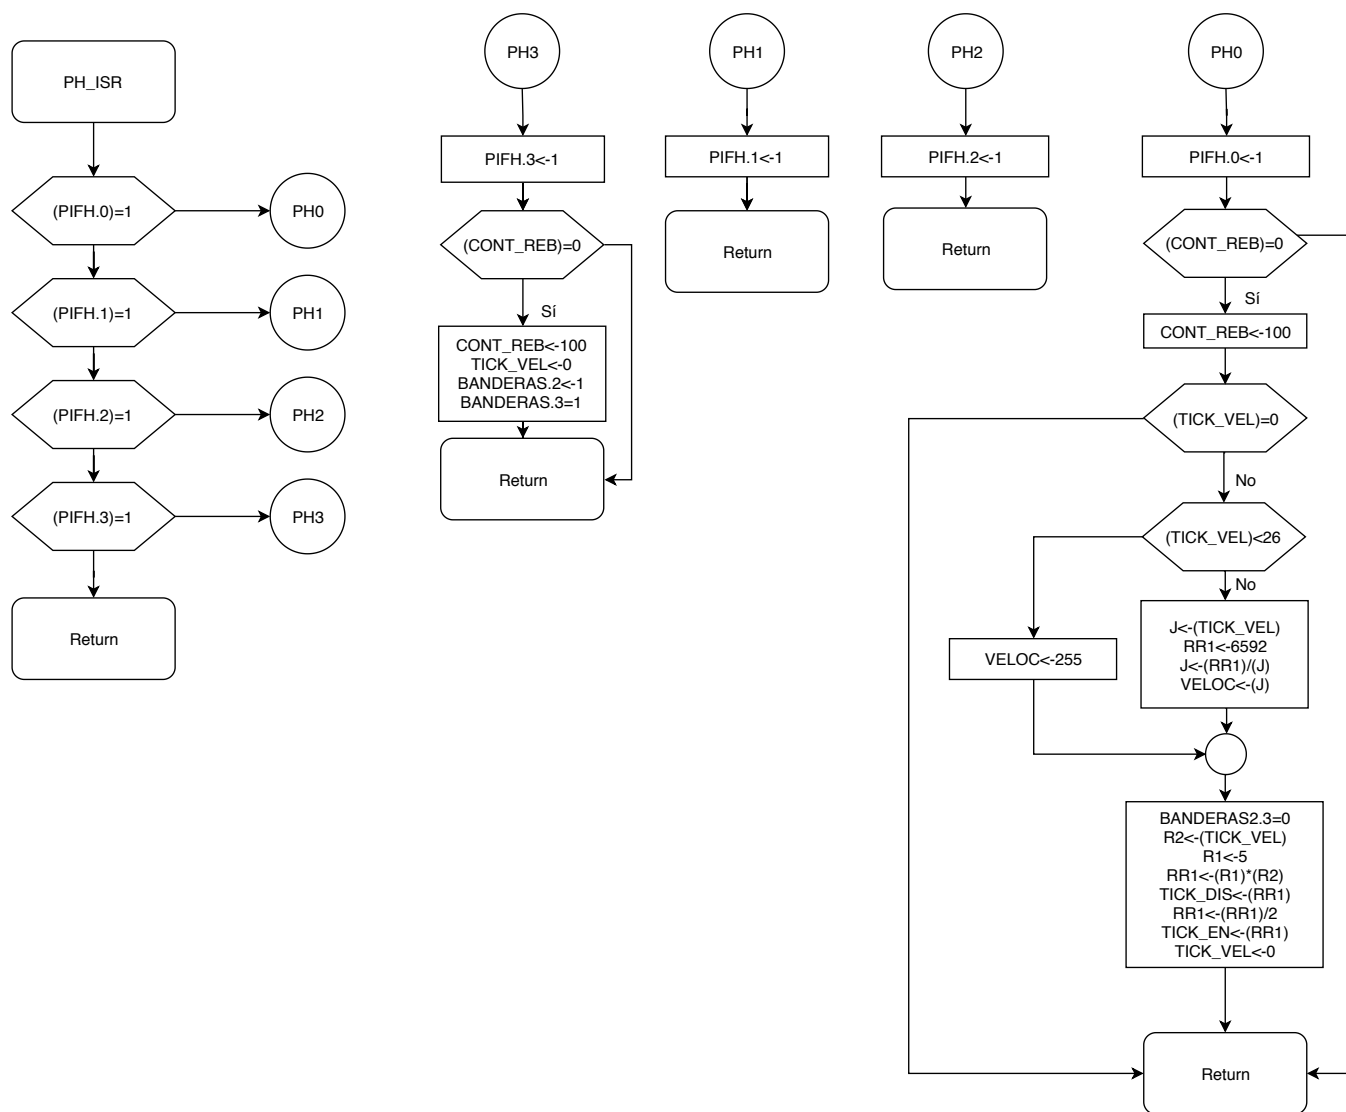 PH_ISR
(PIFH.0)=1
PH0
(PIFH.1)=1
PH1
(PIFH.2)=1
PH2
(PIFH.3)=1
PH3
Return
PH3
PIFH.3<-1
(CONT_REB)=0
Sí
CONT_REB<-100
TICK_VEL<-0
BANDERAS.2<-1
BANDERAS.3=1
Return
PH1
PIFH.1<-1
Return
PH2
PIFH.2<-1
Return
PH0
PIFH.0<-1
(CONT_REB)=0
Sí
CONT_REB<-100
(TICK_VEL)=0
No
(TICK_VEL)<26
No
VELOC<-255
J<-(TICK_VEL)
RR1<-6592
J<-(RR1)/(J)
VELOC<-(J)
BANDERAS2.3=0
R2<-(TICK_VEL)
R1<-5
RR1<-(R1)*(R2)
TICK_DIS<-(RR1)
RR1<-(RR1)/2
TICK_EN<-(RR1)
TICK_VEL<-0
Return